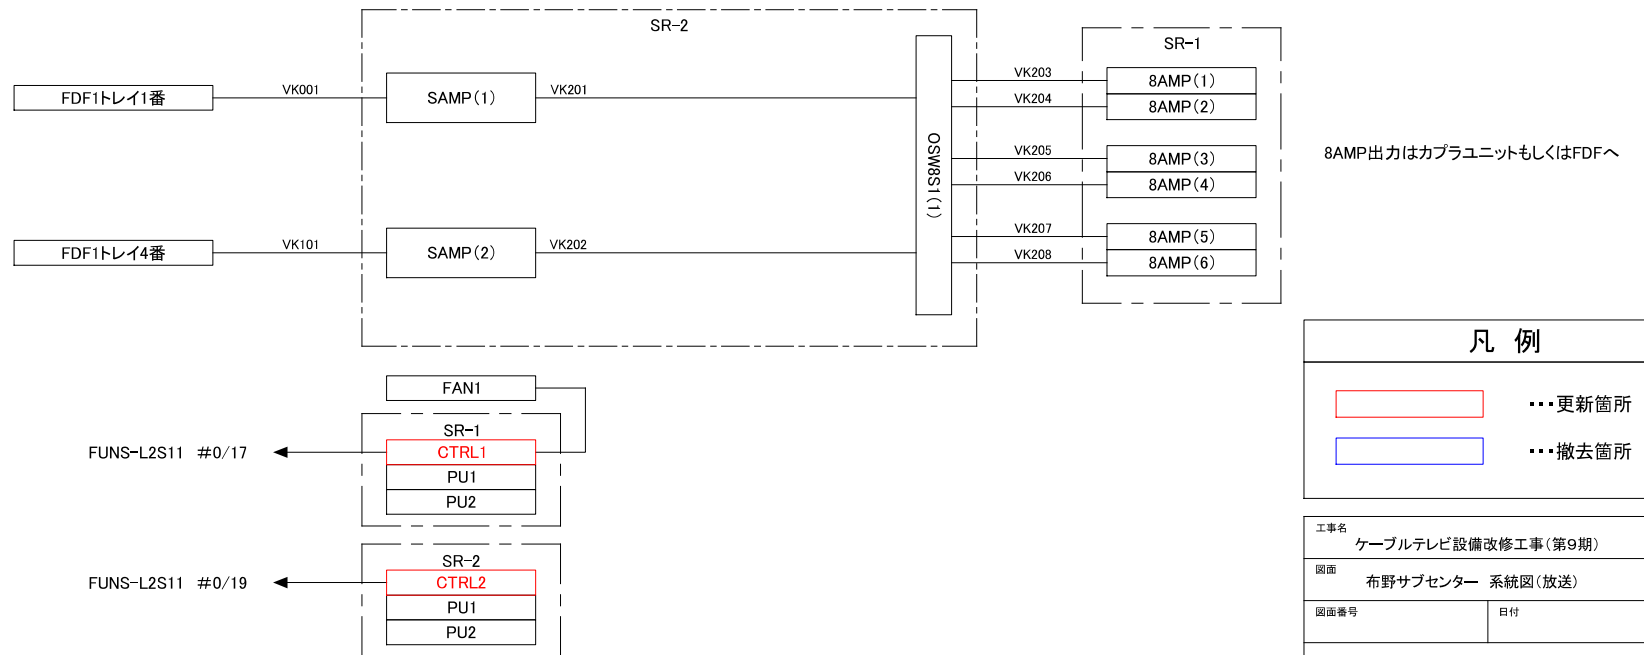 SR-2
SR-1
FDF1トレイ1番
VK001
SAMP(1)
VK201
OSW8S1(1)
VK203
8AMP(1)
VK204
8AMP(2)
VK205
8AMP(3)
VK206
8AMP(4)
8AMP出力はカプラユニットもしくはFDFへ
FDF1トレイ4番
VK101
SAMP(2)
VK202
VK207
8AMP(5)
VK208
8AMP(6)
FAN1
SR-1
FUNS-L2S11 #0/17
CTRL1
PU1
PU2
SR-2
FUNS-L2S11 #0/19
CTRL2
PU1
PU2
凡 例
･･･更新箇所
･･･撤去箇所
工事名
ケーブルテレビ設備改修工事(第9期)
図面
布野サブセンター 系統図(放送)
図面番号
日付